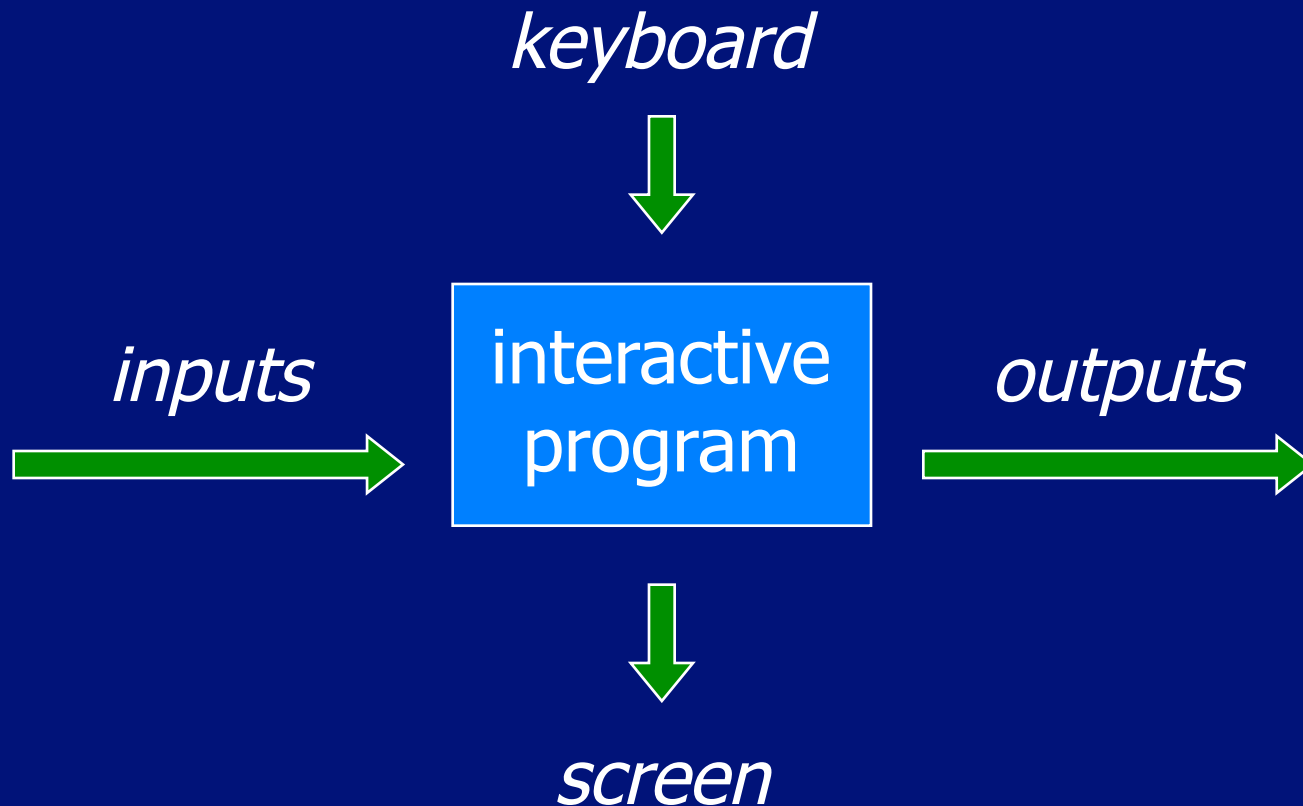 keyboard
inputs
interactive
program
outputs
screen